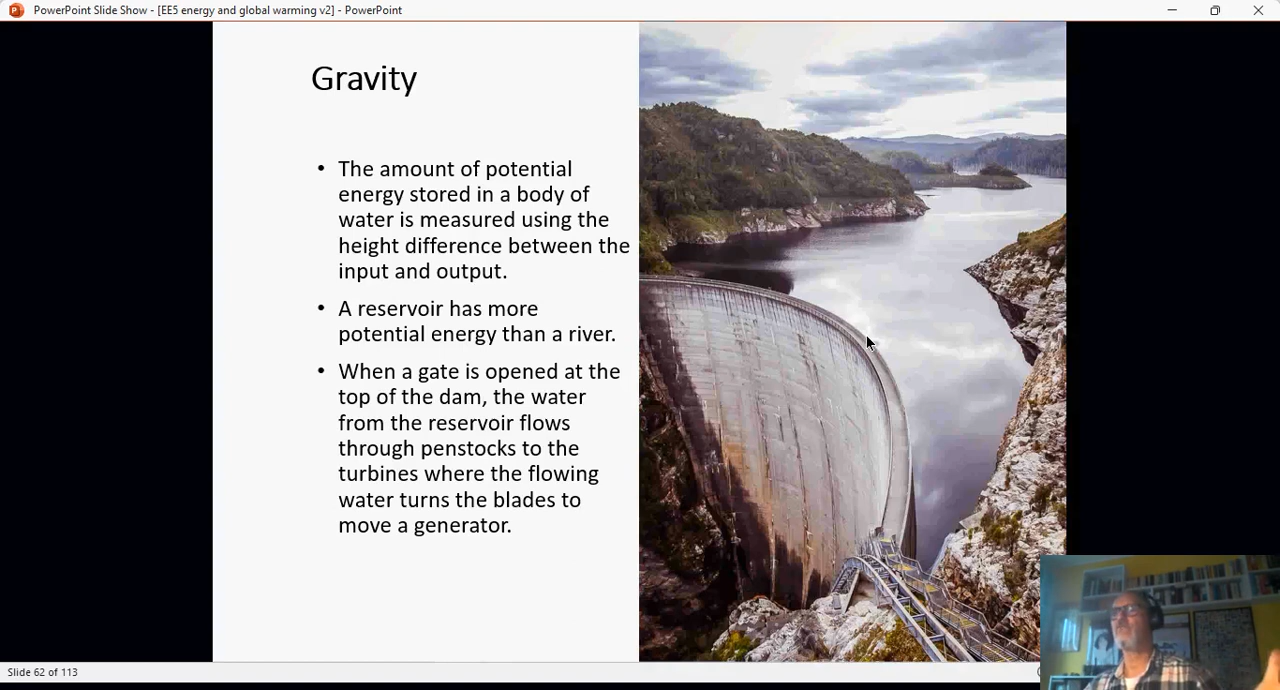 PowerPoint Slide Show - [EE5 energy and global warming v2] - PowerPoint
Gravity
• The amount of potential
energy stored in a body of
water is measured using the
height difference between the
input and output.
• A reservoir has more
potential energy than a river.
• When a gate is opened at the
top of the dam, the water
from the reservoir flows
through penstocks to the
turbines where the flowing
water turns the blades to
move a generator.
Slide 62 of 113